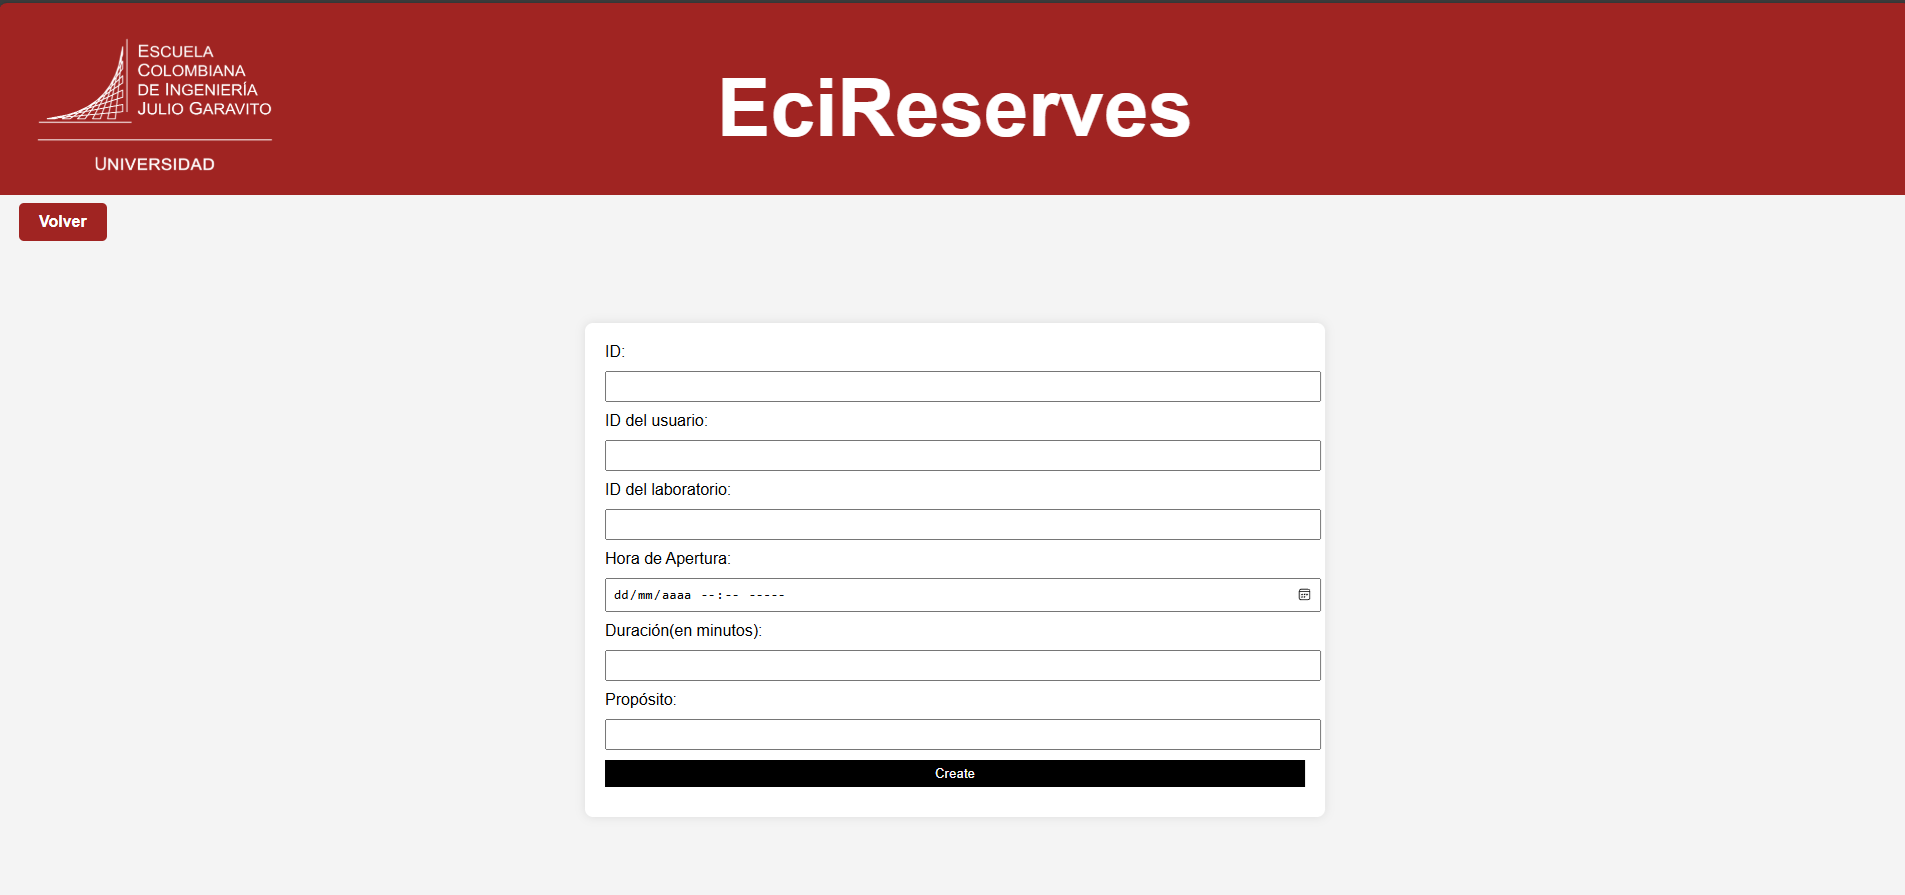 ESCUELA
COLOMBIANA
DE INGENIERÍA
JULIO GARAVITO
UNIVERSIDAD
EciReserves
Volver
ID:
ID del usuario:
ID del laboratorio:
Hora de Apertura:
dd/mm/aaaa --:-- -----
Duración(en minutos):
Propósito:
Create